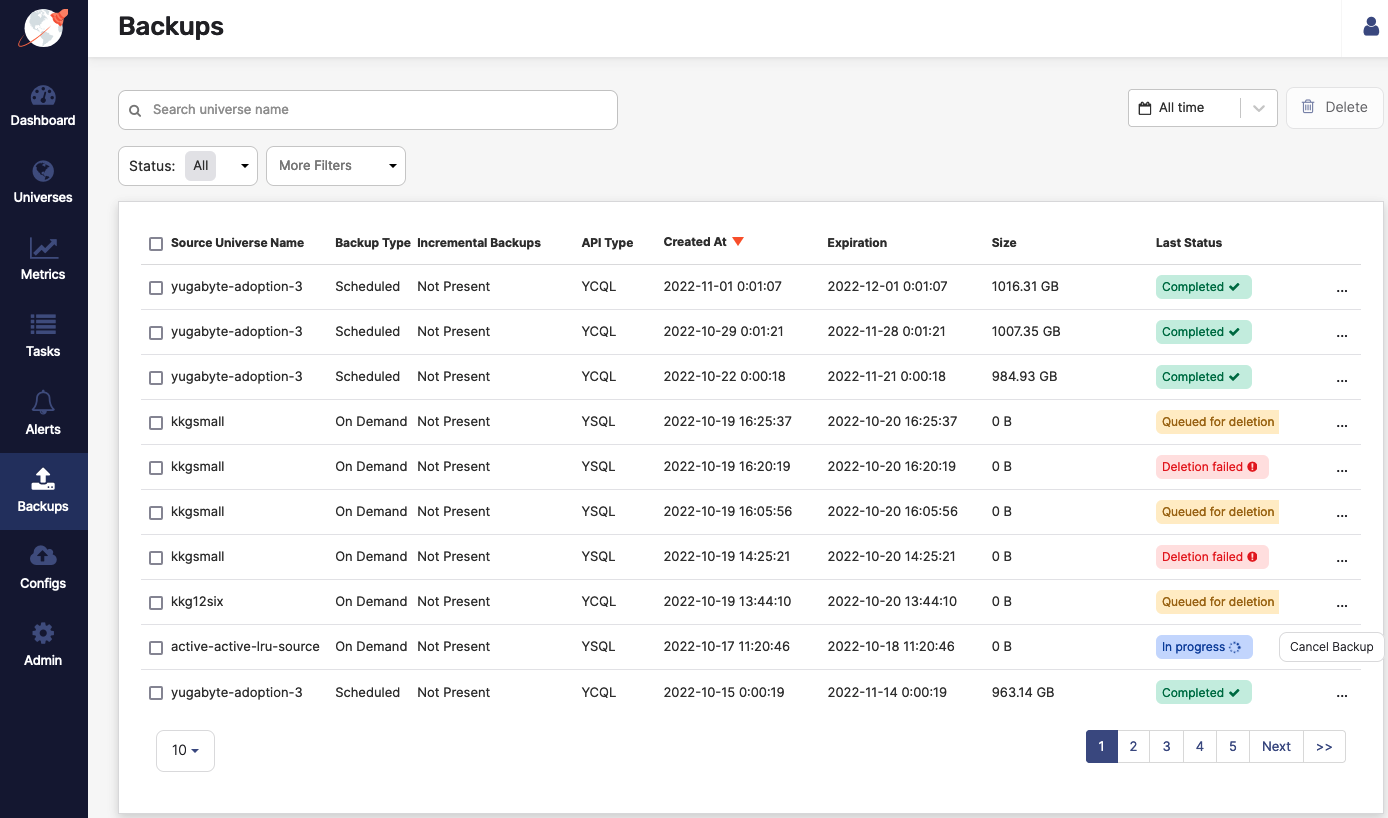 Backups
Dashboard
Universes
Metrics
Tasks
Alerts
Backups
Configs
Admin
Search universe name
All time
Delete
Status: All
More Filters
Source Universe Name Backup Type Incremental Backups API Type Created At Expiration Size Last Status
yugabyte-adoption-3 Scheduled Not Present YCQL 2022-11-01 0:01:07 2022-12-01 0:01:07 1016.31 GB Completed ...
yugabyte-adoption-3 Scheduled Not Present YCQL 2022-10-29 0:01:21 2022-11-28 0:01:21 1007.35 GB Completed ...
yugabyte-adoption-3 Scheduled Not Present YCQL 2022-10-22 0:00:18 2022-11-21 0:00:18 984.93 GB Completed ...
kkgsmall On Demand Not Present YSQL 2022-10-19 16:25:37 2022-10-20 16:25:37 0 B Queued for deletion ...
kkgsmall On Demand Not Present YSQL 2022-10-19 16:20:19 2022-10-20 16:20:19 0 B Deletion failed ...
kkgsmall On Demand Not Present YSQL 2022-10-19 16:05:56 2022-10-20 16:05:56 0 B Queued for deletion ...
kkgsmall On Demand Not Present YSQL 2022-10-19 14:25:21 2022-10-20 14:25:21 0 B Deletion failed ...
kkg12six On Demand Not Present YCQL 2022-10-19 13:44:10 2022-10-20 13:44:10 0 B Queued for deletion ...
active-active-lru-source On Demand Not Present YSQL 2022-10-17 11:20:46 2022-10-18 11:20:46 0 B In progress Cancel Backup
yugabyte-adoption-3 Scheduled Not Present YCQL 2022-10-15 0:00:19 2022-11-14 0:00:19 963.14 GB Completed ...
10
1 2 3 4 5 Next >>